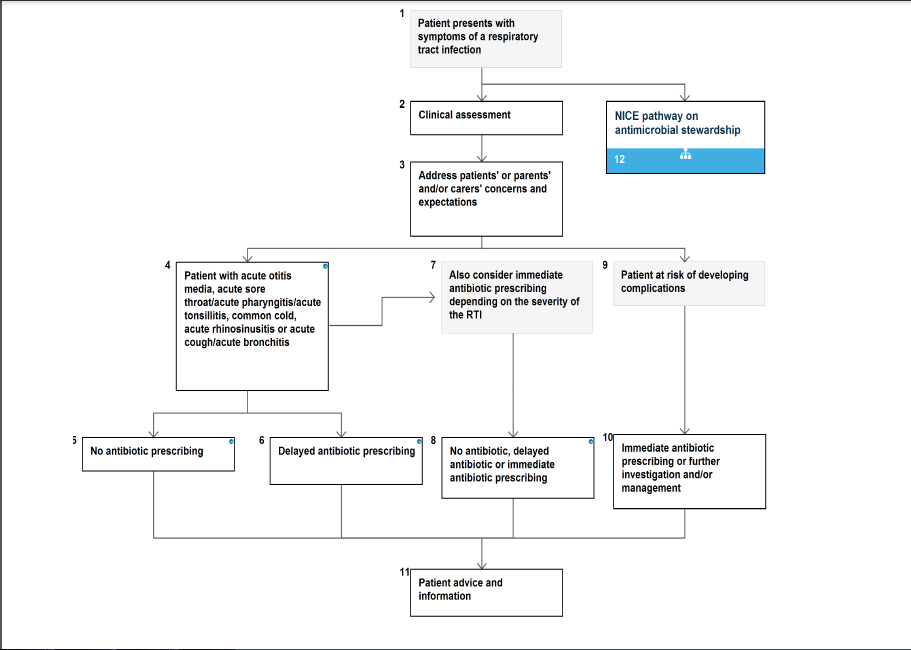 1
Patient presents with
symptoms of a respiratory
tract infection
2
Clinical assessment
NICE pathway on
antimicrobial stewardship
12
3
Address patients' or parents'
and/or carers' concerns and
expectations
4
Patient with acute otitis
media, acute sore
throat/acute pharyngitis/acute
tonsillitis, common cold,
acute rhinosinusitis or acute
cough/acute bronchitis
7
Also consider immediate
antibiotic prescribing
depending on the severity of
the RTI
9
Patient at risk of developing
complications
5
No antibiotic prescribing
6
Delayed antibiotic prescribing
8
No antibiotic, delayed
antibiotic or immediate
antibiotic prescribing
10
Immediate antibiotic
prescribing or further
investigation and/or
management
11
Patient advice and
information